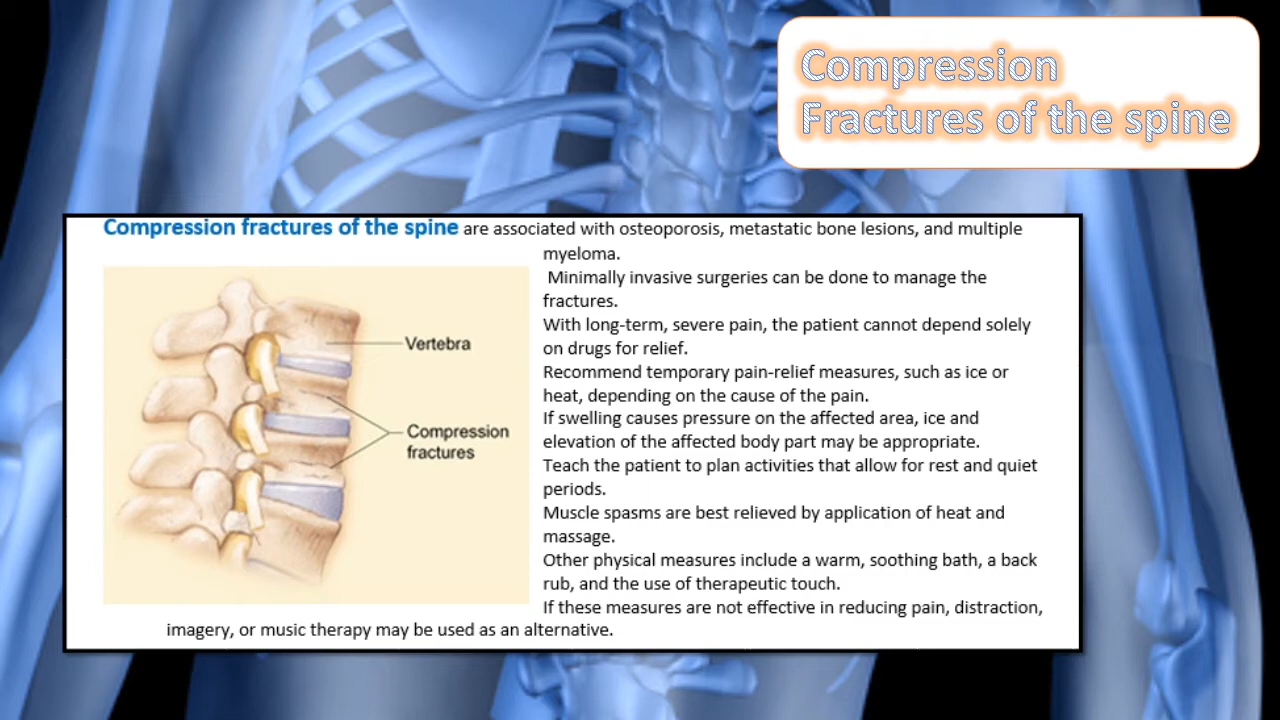 Compression
Fractures of the spine
Compression fractures of the spine are associated with osteoporosis, metastatic bone lesions, and multiple
myeloma.
Minimally invasive surgeries can be done to manage the
fractures.
With long-term, severe pain, the patient cannot depend solely
on drugs for relief.
Recommend temporary pain-relief measures, such as ice or
heat, depending on the cause of the pain.
If swelling causes pressure on the affected area, ice and
elevation of the affected body part may be appropriate.
Teach the patient to plan activities that allow for rest and quiet
periods.
Muscle spasms are best relieved by application of heat and
massage.
Other physical measures include a warm, soothing bath, a back
rub, and the use of therapeutic touch.
If these measures are not effective in reducing pain, distraction,
imagery, or music therapy may be used as an alternative.
Vertebra
Compression
fractures